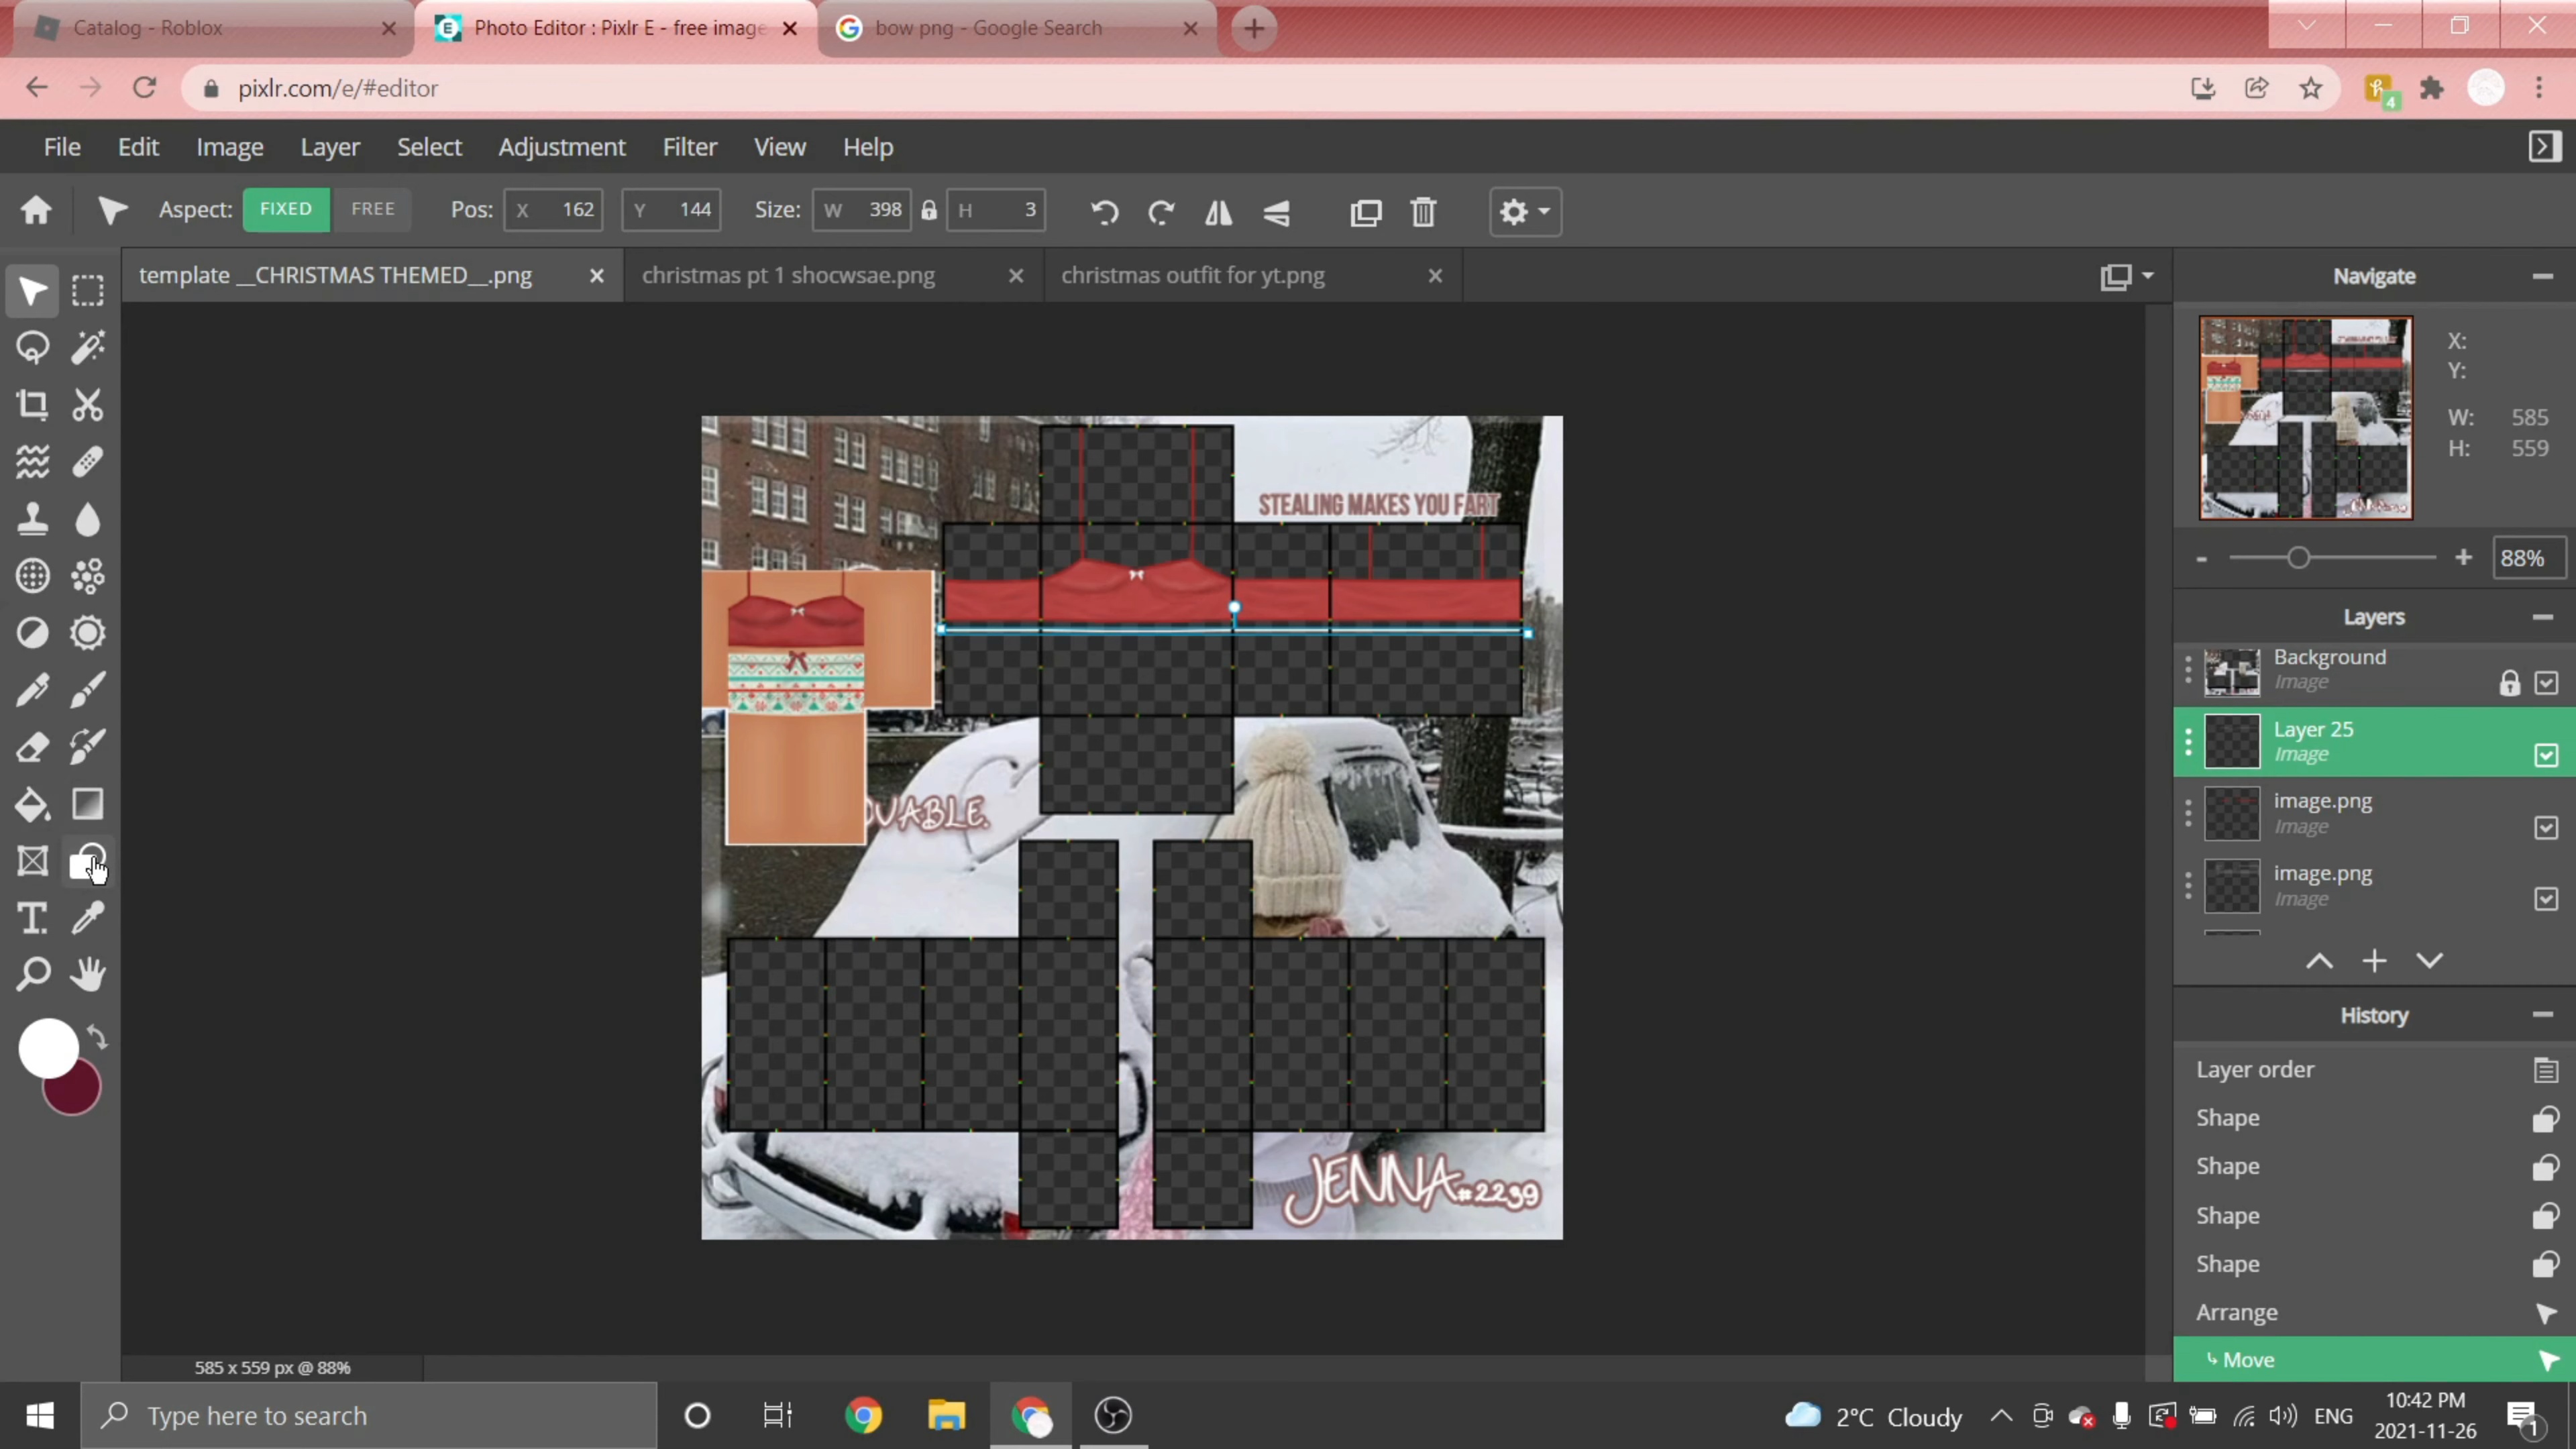 Catalog - Roblox
Photo Editor : Pixlr E - free image
bow png - Google Search
pixlr.com/e/#editor
4
File Edit Image Layer Select Adjustment Filter View Help
Aspect: FIXED FREE Pos: X 162 Y 144 Size: W 398 H 3
template __CHRISTMAS THEMED__.png
christmas pt 1 shocwsae.png
christmas outfit for yt.png
Navigate
X:
Y:
W: 585
H: 559
88%
STEALING MAKES YOU FART
OVABLE.
JENNA#2239
Layers
Background
Image
Layer 25
Image
image.png
Image
image.png
Image
History
Layer order
Shape
Shape
Shape
Shape
Arrange
Move
T.
585 x 559 px @ 88%
Type here to search
2°C Cloudy
ENG
10:42 PM
2021-11-26
1